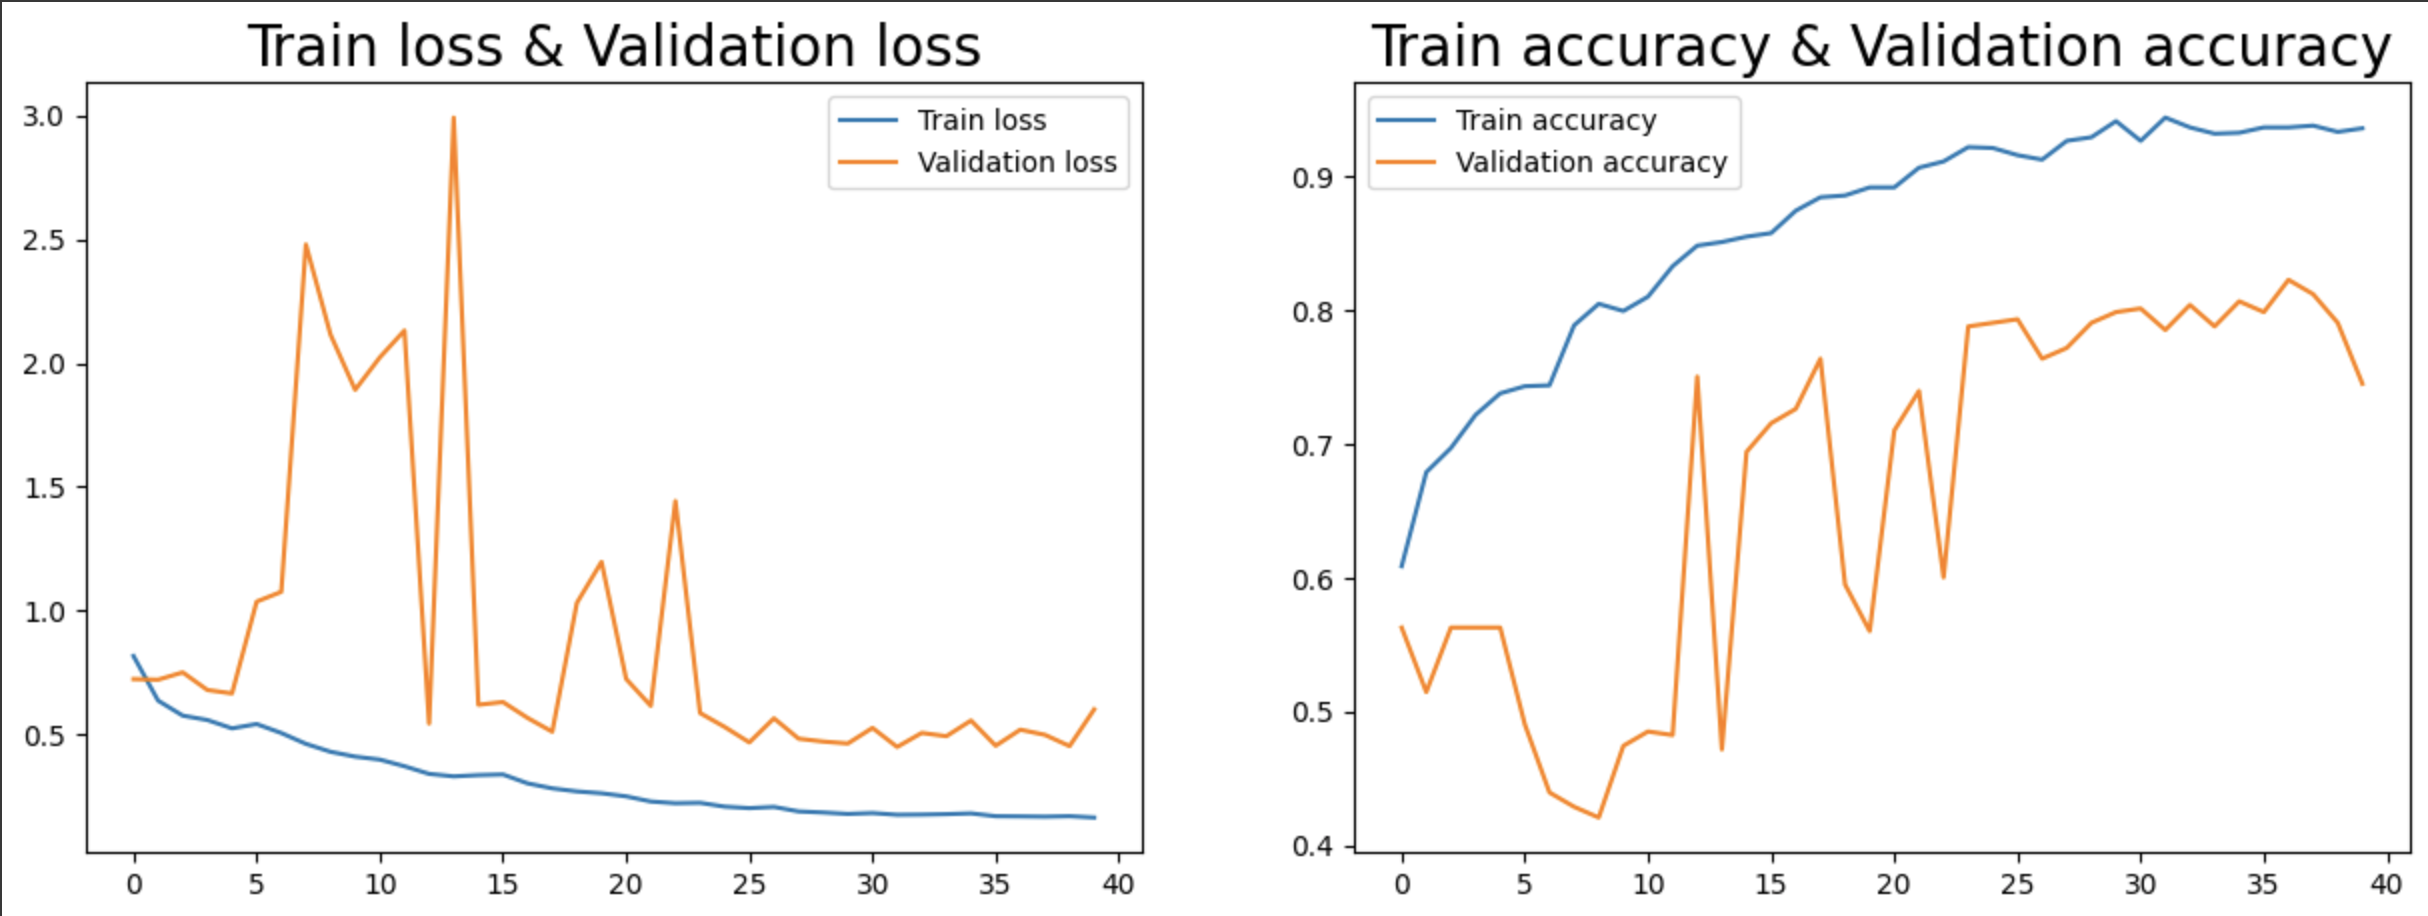 Train loss & Validation loss
3.0
2.5
2.0
1.5
1.0
0.5
0 5 10 15 20 25 30 35 40
Train loss
Validation loss
Train accuracy & Validation accuracy
0.9
0.8
0.7
0.6
0.5
0.4
0 5 10 15 20 25 30 35 40
Train accuracy
Validation accuracy